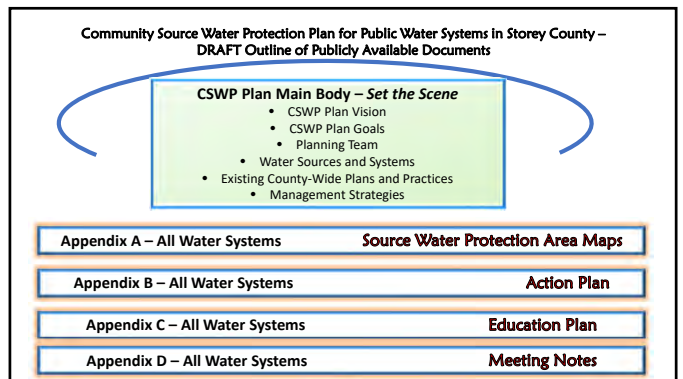 Community Source Water Protection Plan for Public Water Systems in Storey County –
DRAFT Outline of Publicly Available Documents
CSWP Plan Main Body – Set the Scene
• CSWP Plan Vision
• CSWP Plan Goals
• Planning Team
• Water Sources and Systems
• Existing County-Wide Plans and Practices
• Management Strategies
Appendix A – All Water Systems Source Water Protection Area Maps
Appendix B – All Water Systems Action Plan
Appendix C – All Water Systems Education Plan
Appendix D – All Water Systems Meeting Notes